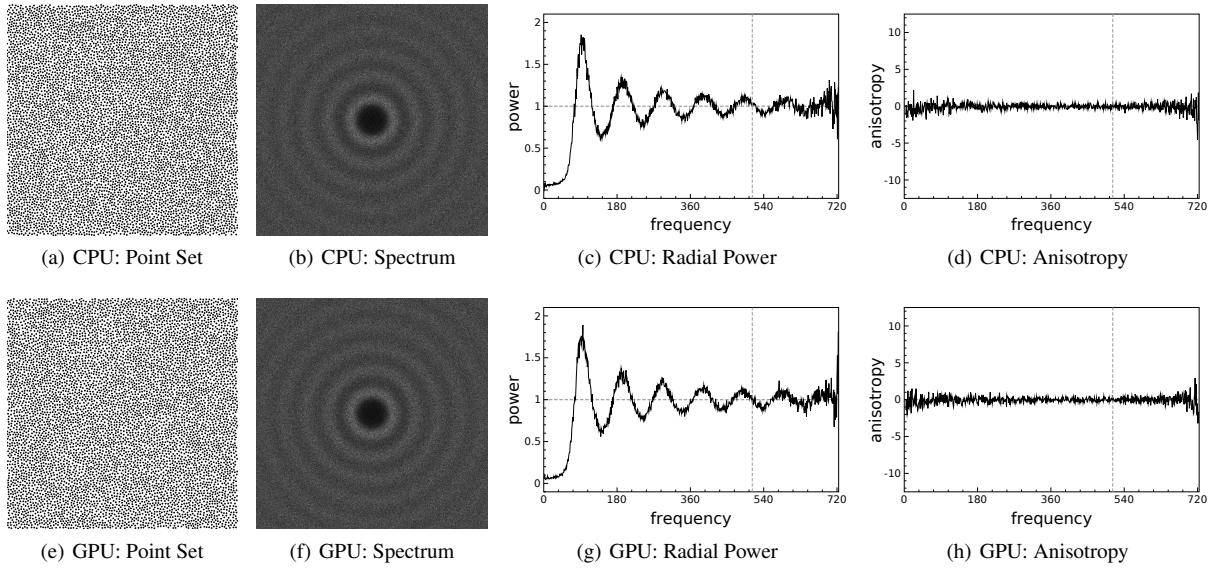 2
1.5
1
0.5
0
power
0
180
360
540
720
frequency
10
5
0
-5
-10
anisotropy
0
180
360
540
720
frequency
(a) CPU: Point Set
(b) CPU: Spectrum
(c) CPU: Radial Power
(d) CPU: Anisotropy
2
1.5
1
0.5
0
power
0
180
360
540
720
frequency
10
5
0
-5
-10
anisotropy
0
180
360
540
720
frequency
(e) GPU: Point Set
(f) GPU: Spectrum
(g) GPU: Radial Power
(h) GPU: Anisotropy